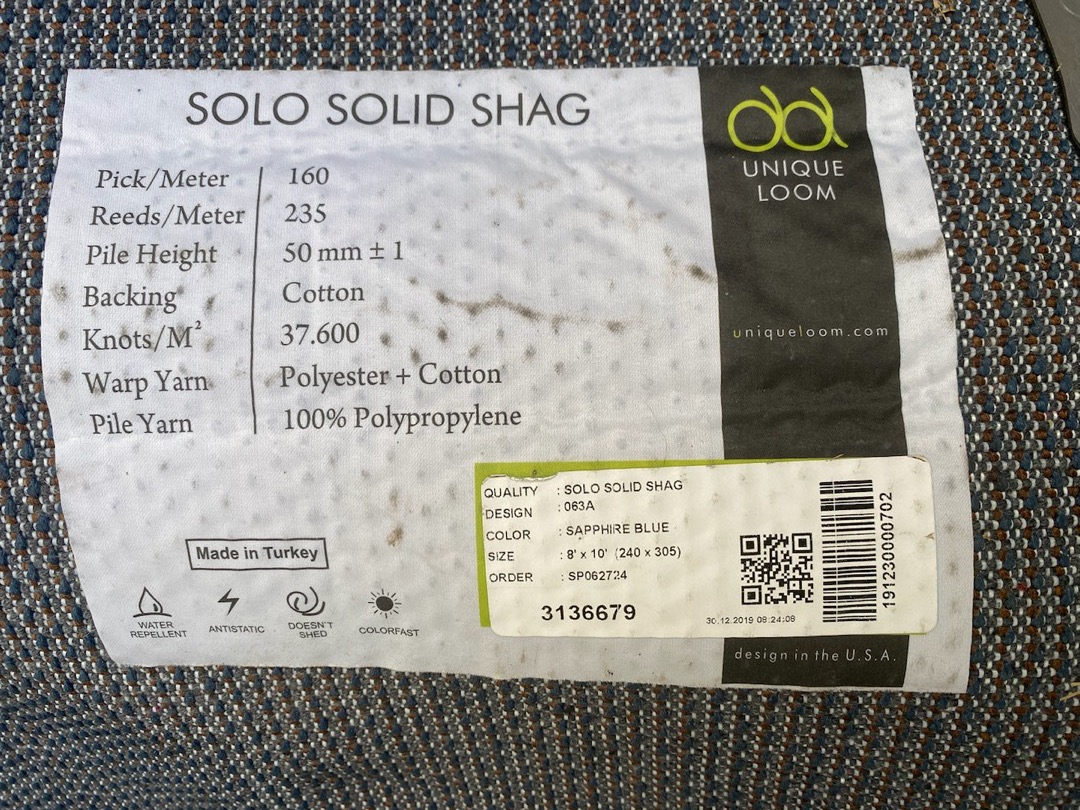 SOLO SOLID SHAG
Pick/Meter 160
Reeds/Meter 235
Pile Height 50 mm ± 1
Backing Cotton
Knots/M² 37.600
Warp Yarn Polyester + Cotton
Pile Yarn 100% Polypropylene
Made in Turkey
WATER
REPELLENT
ANTISTATIC
DOESN'T
SHED
COLORFAST
UNIQUE
LOOM
uniqueloom.com
QUALITY : SOLO SOLID SHAG
DESIGN : 063A
COLOR : SAPPHIRE BLUE
SIZE : 8' x 10' (240 x 305)
ORDER : SP062724
3136679
30.12.2019 08:24:08
191230000702
design in the U.S.A.